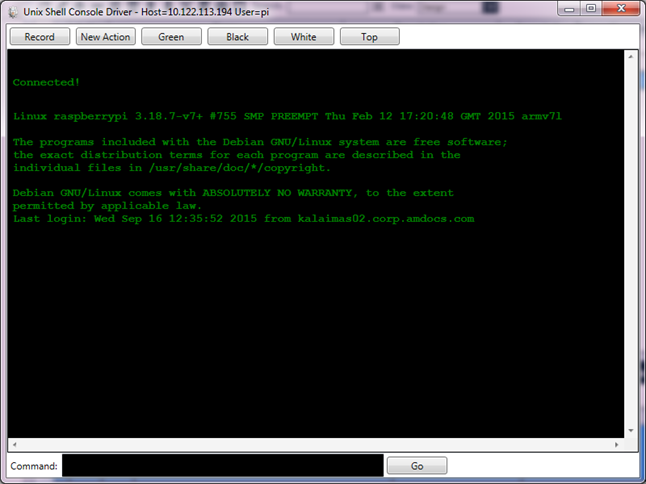 Unix Shell Console Driver - Host=10.122.113.194 User=pi
Record New Action Green Black White Top
Connected!
Linux raspberrypi 3.18.7-v7+ #755 SMP PREEMPT Thu Feb 12 17:20:48 GMT 2015 armv7l
The programs included with the Debian GNU/Linux system are free software;
the exact distribution terms for each program are described in the
individual files in /usr/share/doc/*/copyright.
Debian GNU/Linux comes with ABSOLUTELY NO WARRANTY, to the extent
permitted by applicable law.
Last login: Wed Sep 16 12:35:52 2015 from kalaimas02.corp.amdocs.com
Command: Go